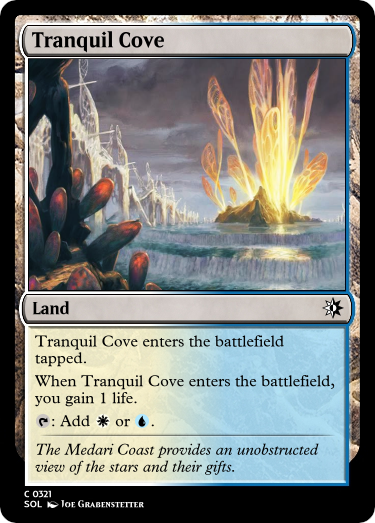 Tranquil Cove
Land
Tranquil Cove enters the battlefield
tapped.
When Tranquil Cove enters the battlefield,
you gain 1 life.
: Add or .
The Medari Coast provides an unobstructed
view of the stars and their gifts.
C 0321
SOL Joe Grabenstetter